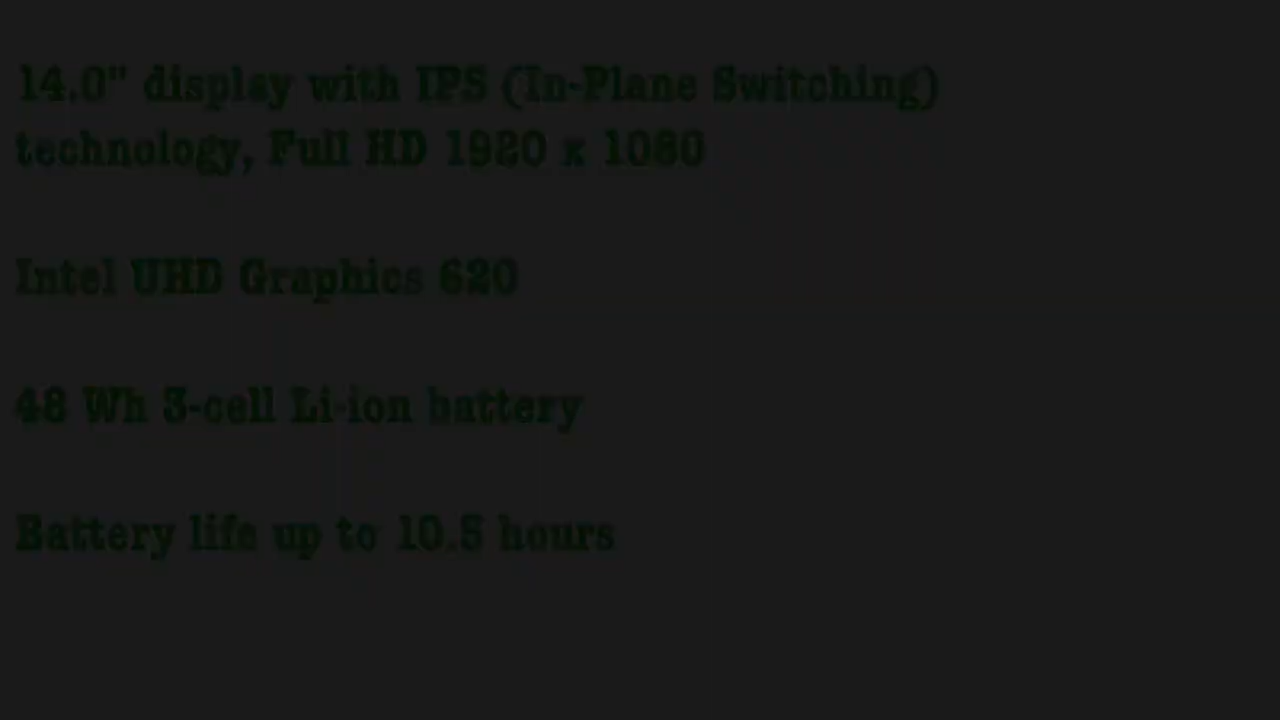 14.0" display with IPS (In-Plane Switching)
technology, Full HD 1920 x 1080
Intel UHD Graphics 620
48 Wh 3-cell Li-ion battery
Battery life up to 10.5 hours